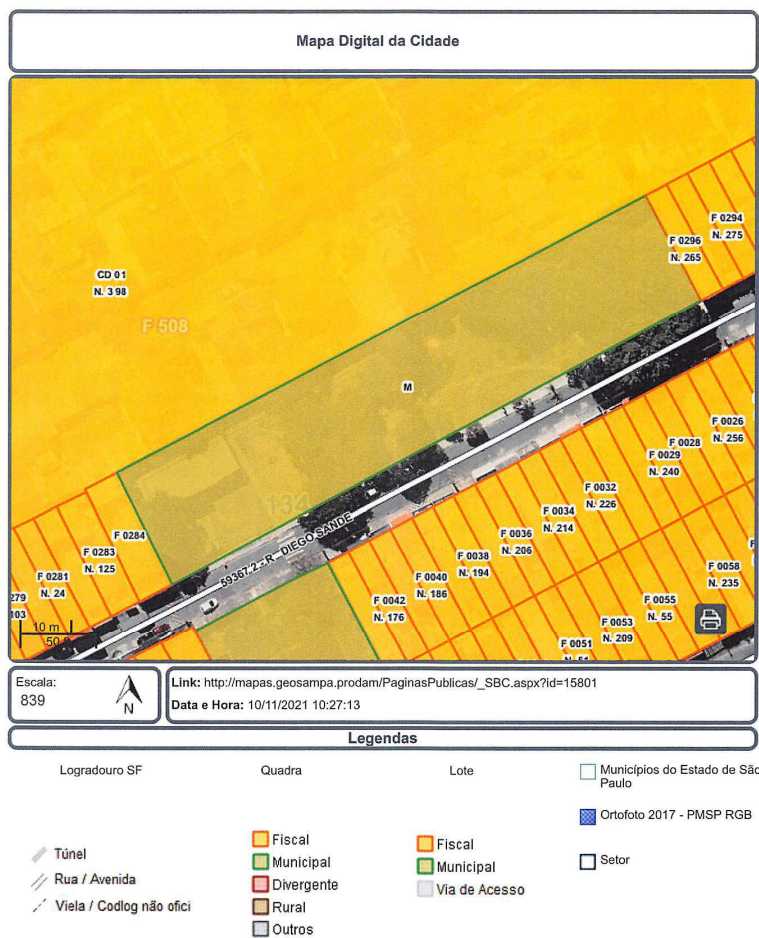 Mapa Digital da Cidade
F 0294
N. 275
F 0296
N. 265
CD 01
N. 398
F 508
M
F 0026
N. 256
F 0028
F 0029
N. 240
F 0032
N. 226
134
F 0034
N. 214
F 0284
59367.2 - R DIEGO SANDE
F 0036
N. 206
F 0283
N. 125
F 0038
N. 194
F 0058
N. 235
F 0281
N. 24
F 0040
N. 186
279
103
F 0042
N. 176
F 0055
N. 55
F 0053
N. 209
10 m
F 0051
Escala:
839
N
Link: http://mapas.geosampa.prodam/PaginasPublicas/_SBC.aspx?id=15801
Data e Hora: 10/11/2021 10:27:13
Legendas
Logradouro SF
Túnel
Rua / Avenida
Viela / Codlog não ofici
Quadra
Fiscal
Municipal
Divergente
Rural
Outros
Lote
Fiscal
Municipal
Via de Acesso
Municípios do Estado de São
Paulo
Ortofoto 2017 - PMSP RGB
Setor